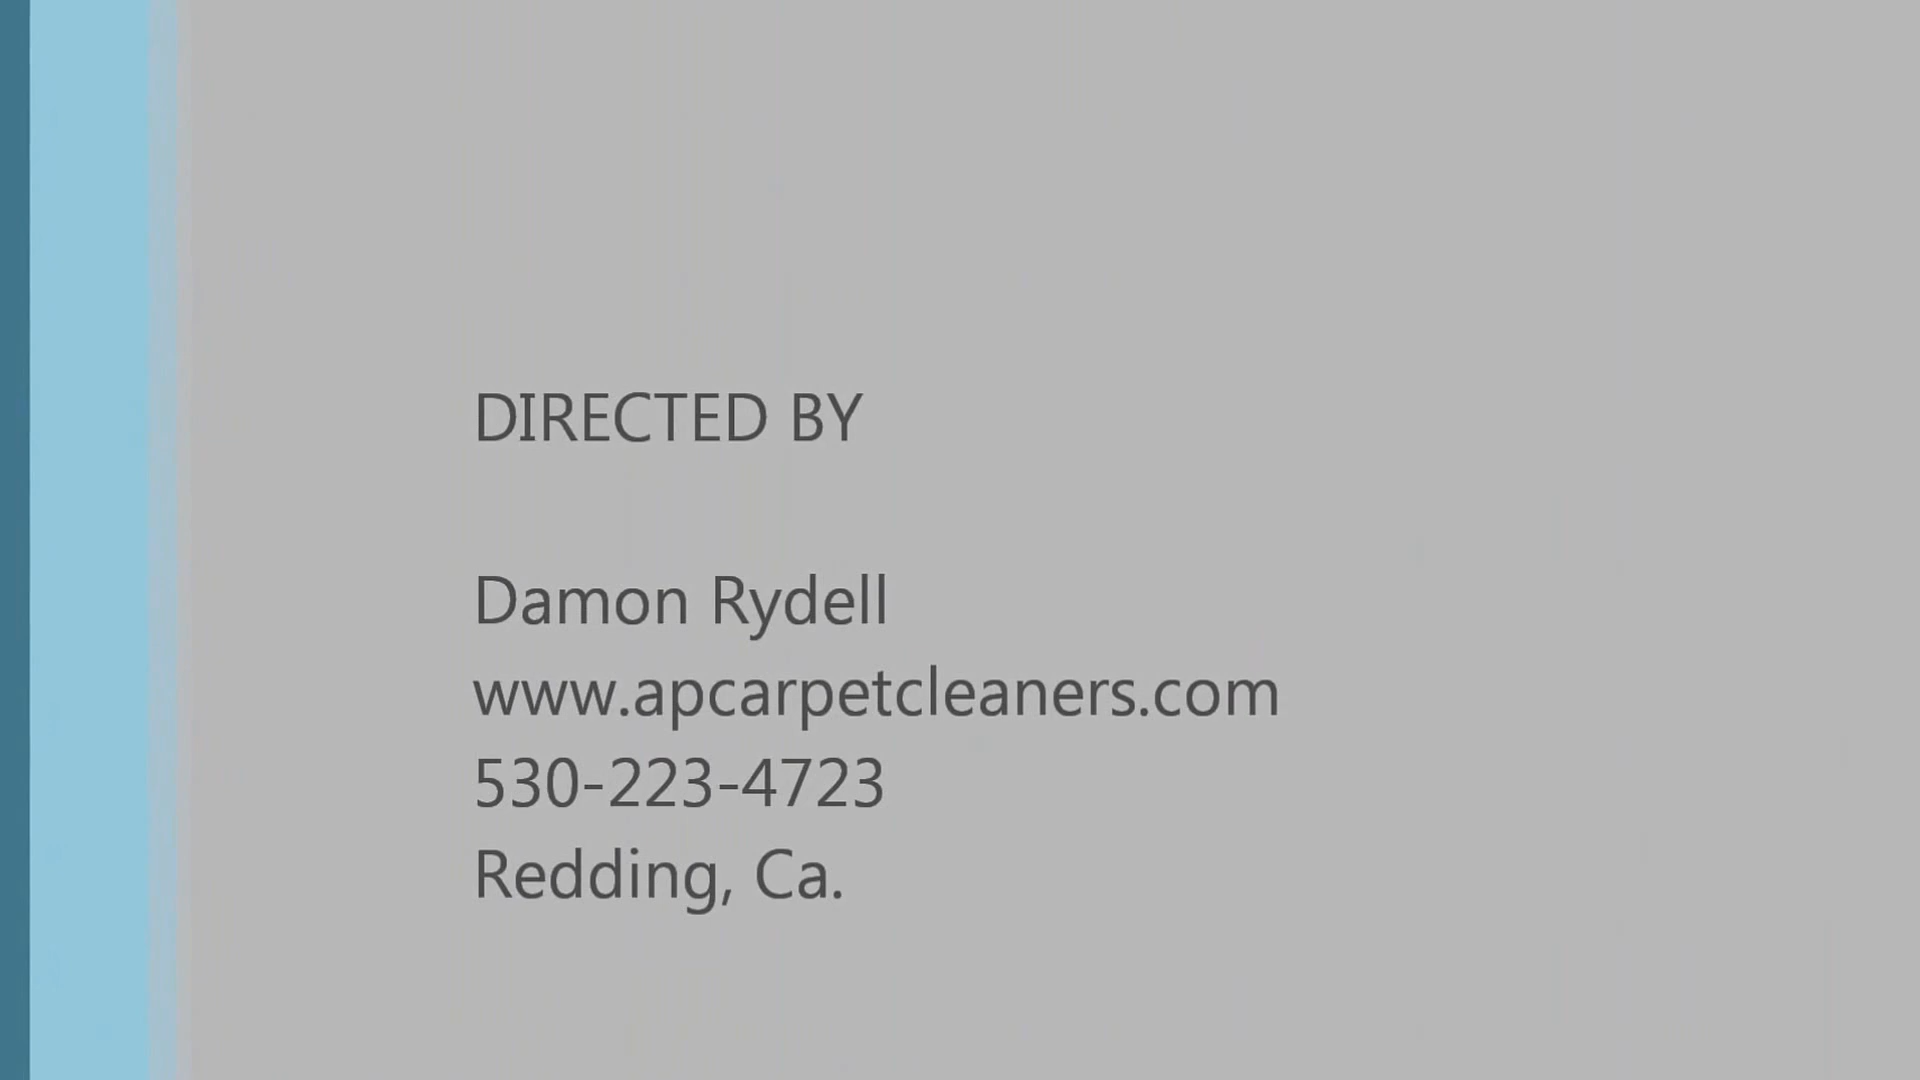 DIRECTED BY
Damon Rydell
www.apcarpetcleaners.com
530-223-4723
Redding, Ca.